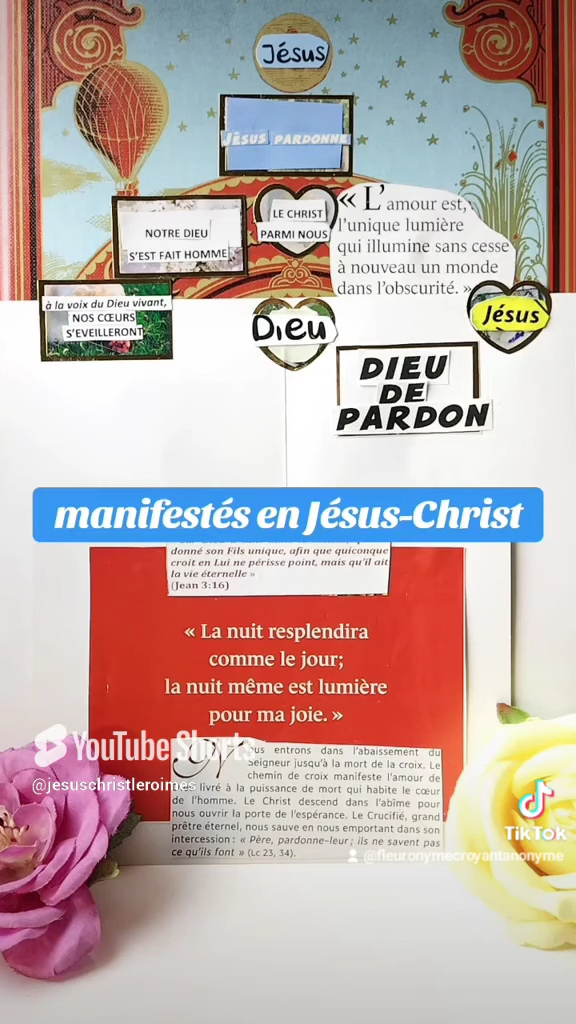 Jésus
JÉSUS PARDONNE
NOTRE DIEU
S'EST FAIT HOMME
LE CHRIST
PARMI NOUS
« L'amour est,
l'unique lumière
qui illumine sans cesse
à nouveau un monde
dans l'obscurité. »
à la voix du Dieu vivant,
NOS CŒURS
S'EVEILLERONT
Dieu
Jésus
DIEU
DE
PARDON
manifestés en Jésus-Christ
donné son Fils unique, afin que quiconque
croit en Lui ne périsse point, mais qu'il ait
la vie éternelle »
(Jean 3:16)
« La nuit resplendira
comme le jour;
la nuit même est lumière
pour ma joie. »
YouTube Shorts
@jesuschristleroimes
Nous entrons dans l'abaissement du
Seigneur jusqu'à la mort de la croix. Le
chemin de croix manifeste l'amour de
livré à la puissance de mort qui habite le cœur
de l'homme. Le Christ descend dans l'abîme pour
nous ouvrir la porte de l'espérance. Le Crucifié, grand
prêtre éternel, nous sauve en nous emportant dans son
intercession : « Père, pardonne-leur ; ils ne savent pas
ce qu'ils font » (Lc 23, 34).
TikTok
@fleuronymecroyantanonyme